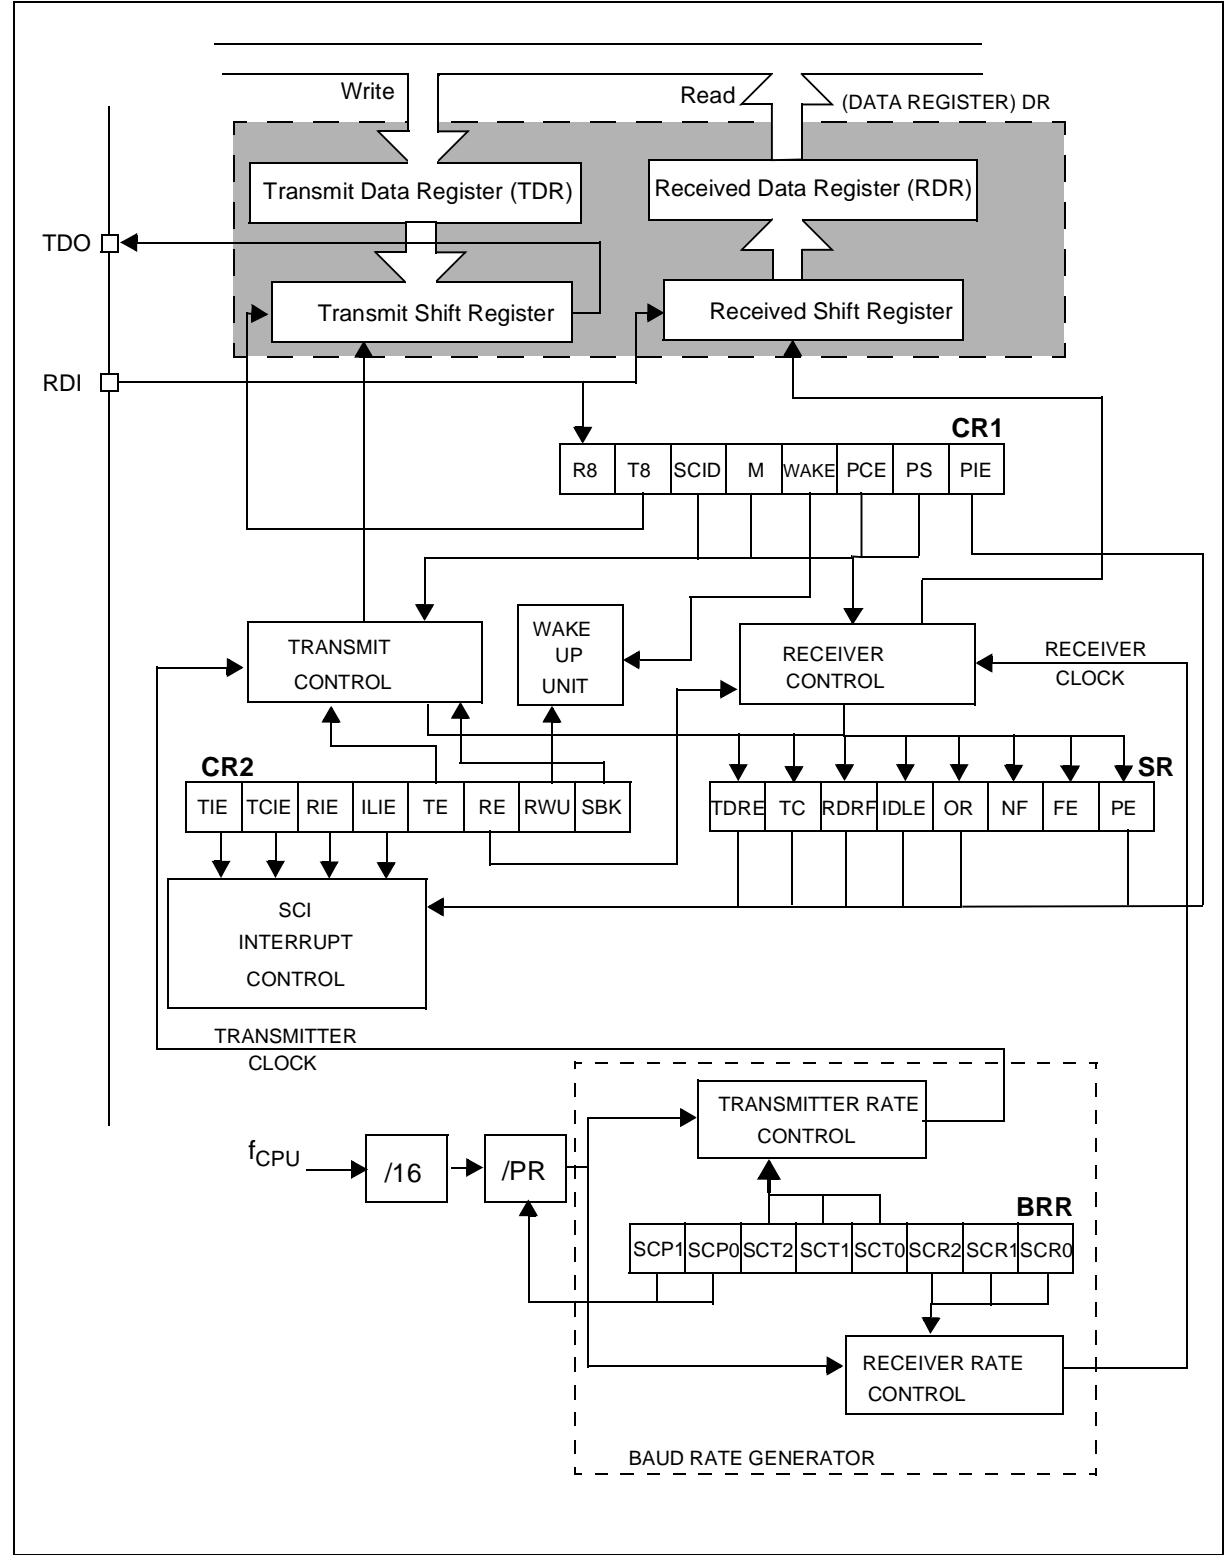 Write
Read
(DATA REGISTER) DR
Transmit Data Register (TDR)
Received Data Register (RDR)
TDO
Transmit Shift Register
Received Shift Register
RDI
CR1
R8 T8 SCID M WAKE PCE PS PIE
TRANSMIT
CONTROL
WAKE
UP
UNIT
RECEIVER
CONTROL
RECEIVER
CLOCK
CR2
TIE TCIE RIE ILIE TE RE RWU SBK
SR
TDRE TC RDRF IDLE OR NF FE PE
SCI
INTERRUPT
CONTROL
TRANSMITTER
CLOCK
TRANSMITTER RATE
CONTROL
fCPU
/16
/PR
BRR
SCP1 SCP0 SCT2 SCT1 SCT0 SCR2 SCR1 SCR0
RECEIVER RATE
CONTROL
BAUD RATE GENERATOR